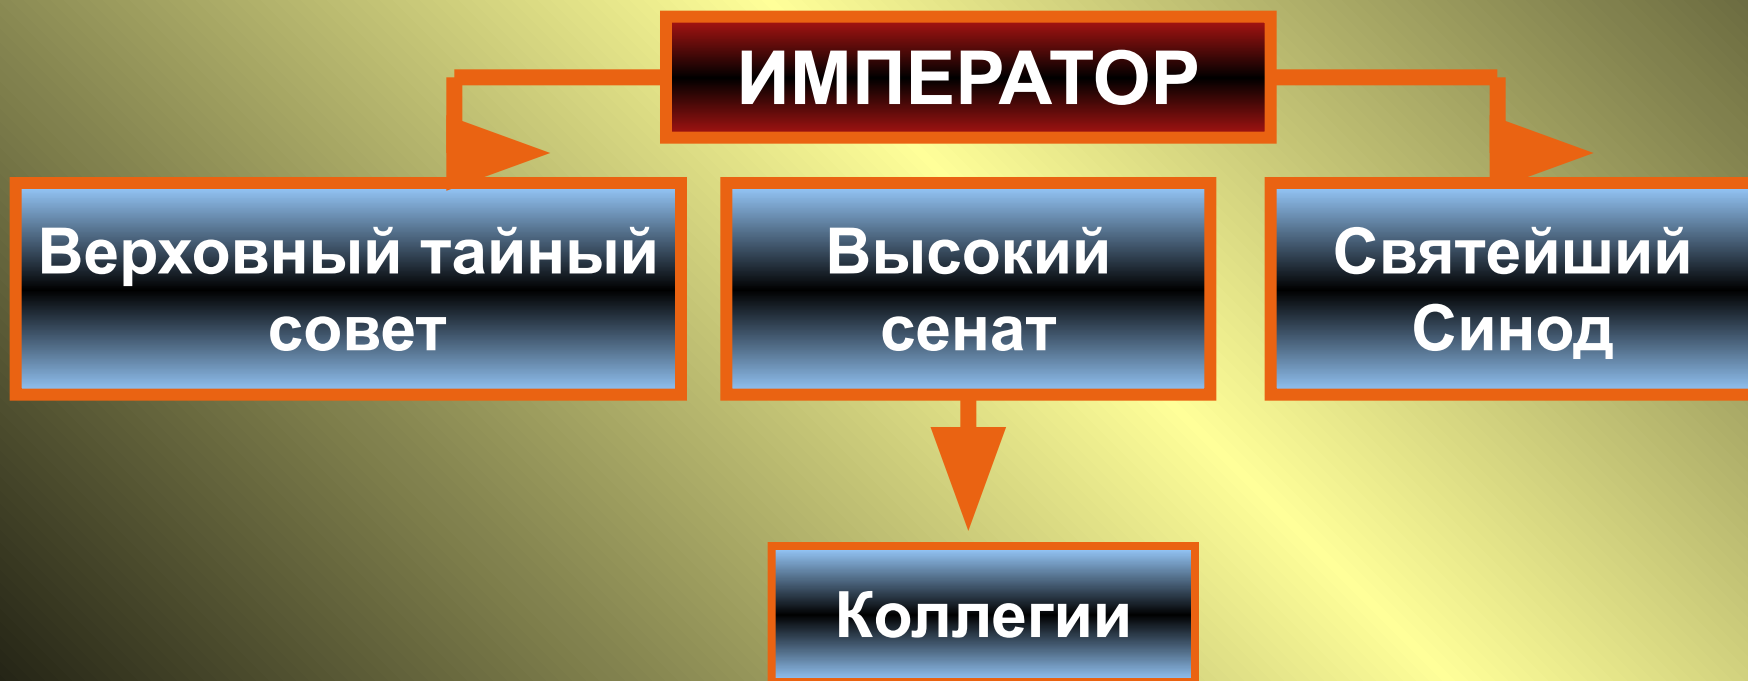 ИМПЕРАТОР
Верховный тайный
совет
Высокий
сенат
Святейший
Синод
Коллегии